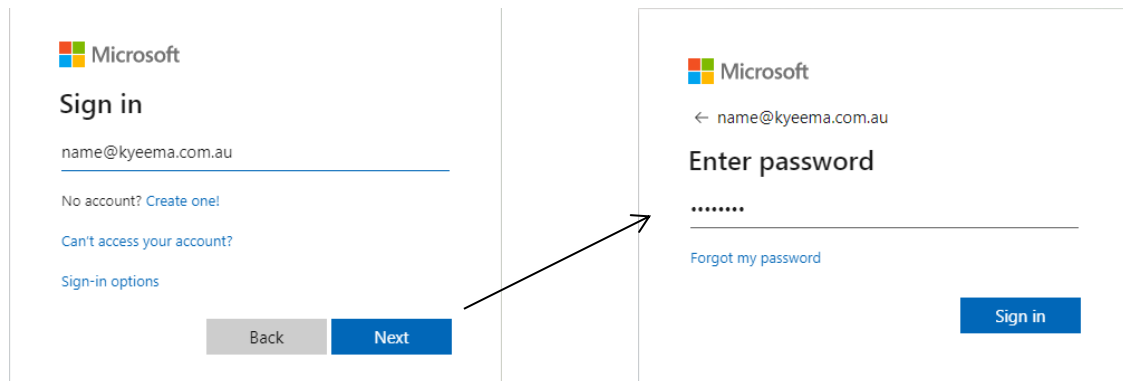 Microsoft
Sign in
name@kyeema.com.au
No account? Create one!
Can't access your account?
Sign-in options
Back
Next
Microsoft
← name@kyeema.com.au
Enter password
••••••••
Forgot my password
Sign in